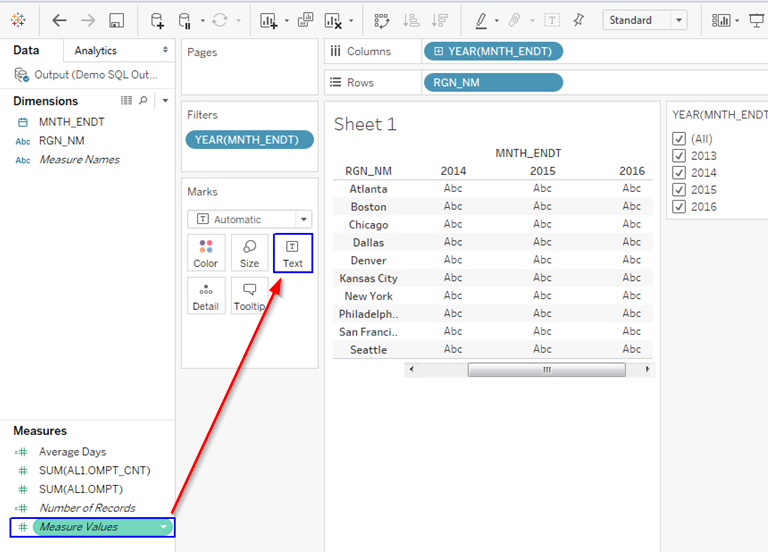 Standard
Data
Analytics
Output (Demo SQL Out...
Dimensions
MNTH_ENDT
Abc RGN_NM
Abc Measure Names
Measures
Average Days
SUM(AL1.OMPT_CNT)
SUM(AL1.OMPT)
Number of Records
Measure Values
Pages
Filters
YEAR(MNTH_ENDT)
Marks
Automatic
Color Size Text
Detail Tooltip
Columns YEAR(MNTH_ENDT)
Rows RGN_NM
Sheet 1
MNTH_ENDT
RGN_NM 2014 2015 2016
Atlanta Abc Abc Abc
Boston Abc Abc Abc
Chicago Abc Abc Abc
Dallas Abc Abc Abc
Denver Abc Abc Abc
Kansas City Abc Abc Abc
New York Abc Abc Abc
Philadelph.. Abc Abc Abc
San Franci.. Abc Abc Abc
Seattle Abc Abc Abc
YEAR(MNTH_ENDT
(All)
2013
2014
2015
2016